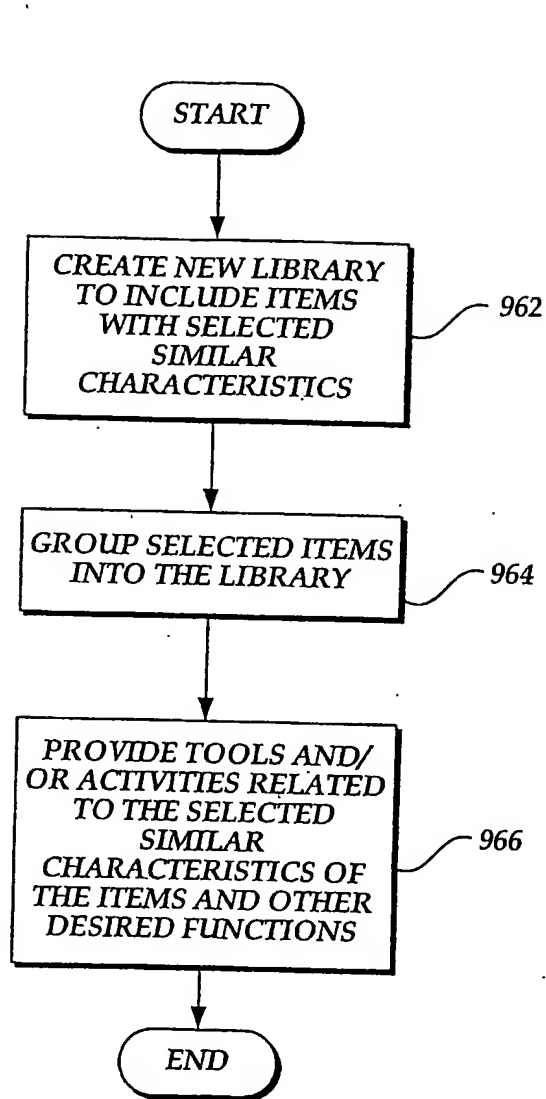 START
CREATE NEW LIBRARY
TO INCLUDE ITEMS
WITH SELECTED
SIMILAR
CHARACTERISTICS
962
GROUP SELECTED ITEMS
INTO THE LIBRARY
964
PROVIDE TOOLS AND/
OR ACTIVITIES RELATED
TO THE SELECTED
SIMILAR
CHARACTERISTICS OF
THE ITEMS AND OTHER
DESIRED FUNCTIONS
966
END